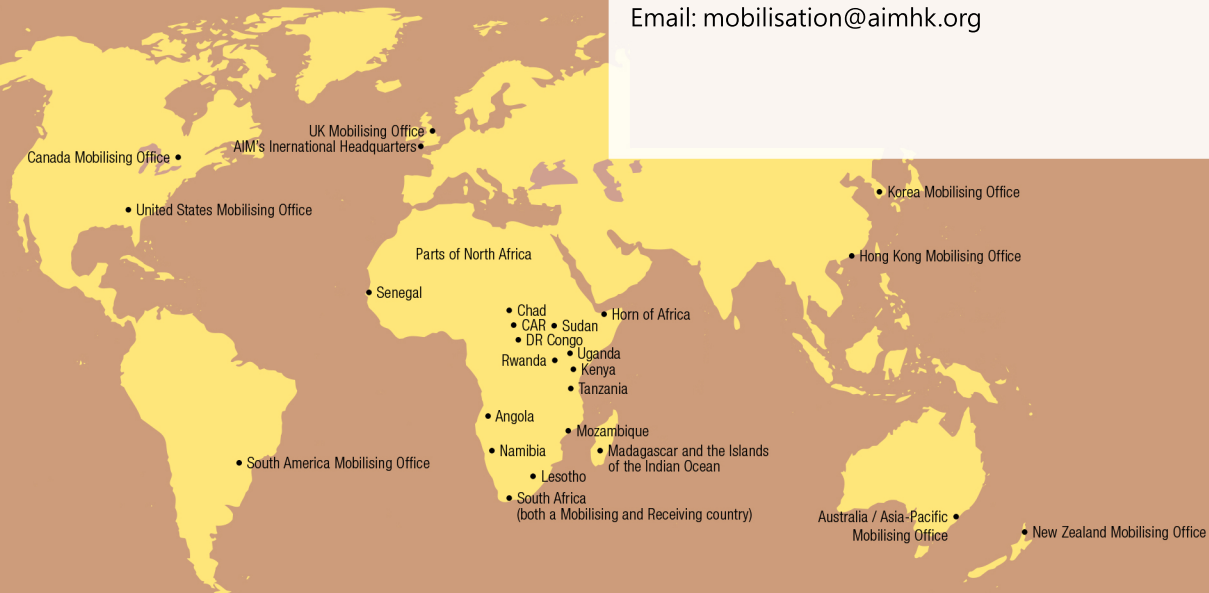 Email: mobilisation@aimhk.org
UK Mobilising Office
AIM's Inernational Headquarters
Canada Mobilising Office
Korea Mobilising Office
United States Mobilising Office
Parts of North Africa
Hong Kong Mobilising Office
Senegal
Chad
Horn of Africa
CAR
Sudan
DR Congo
Uganda
Rwanda
Kenya
Tanzania
Angola
Mozambique
Namibia
Madagascar and the Islands
of the Indian Ocean
South America Mobilising Office
Lesotho
South Africa
(both a Mobilising and Receiving country)
Australia / Asia-Pacific
Mobilising Office
New Zealand Mobilising Office